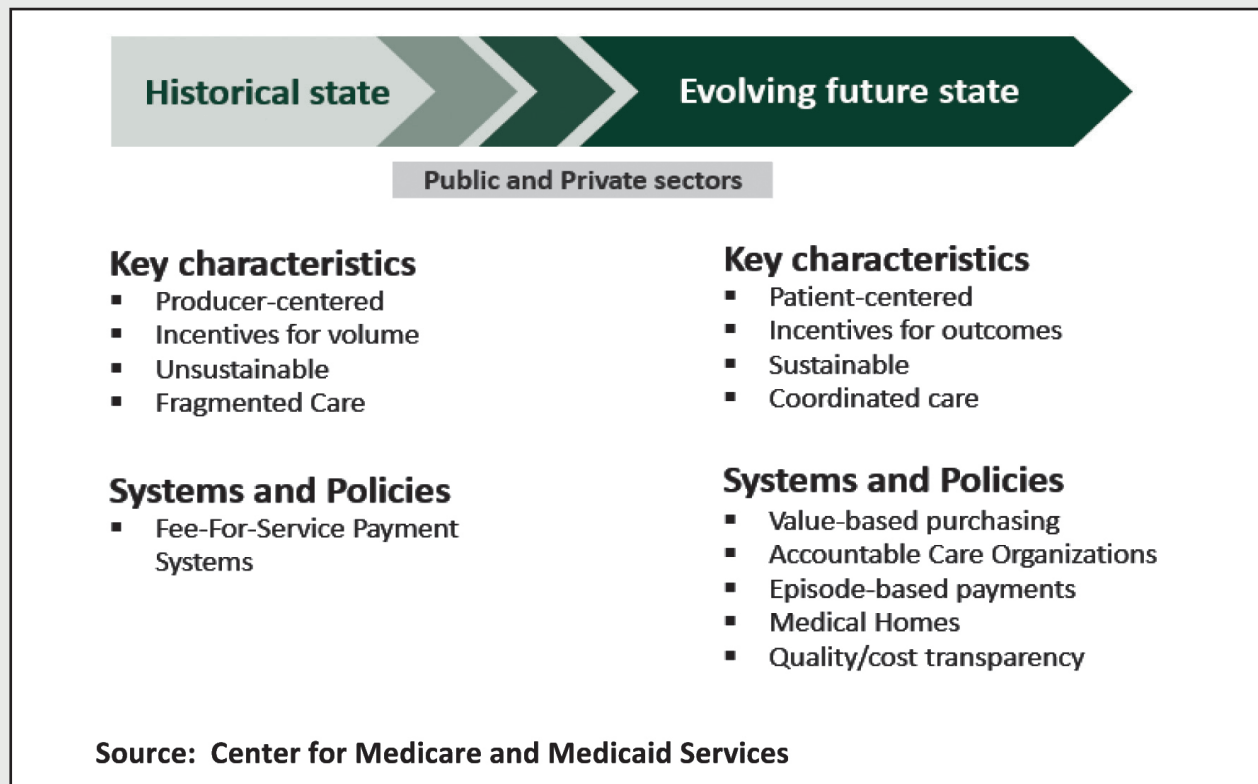 Historical state
Evolving future state
Public and Private sectors
Key characteristics
▪ Producer-centered
▪ Incentives for volume
▪ Unsustainable
▪ Fragmented Care
Systems and Policies
▪ Fee-For-Service Payment
Systems
Key characteristics
▪ Patient-centered
▪ Incentives for outcomes
▪ Sustainable
▪ Coordinated care
Systems and Policies
▪ Value-based purchasing
▪ Accountable Care Organizations
▪ Episode-based payments
▪ Medical Homes
▪ Quality/cost transparency
Source: Center for Medicare and Medicaid Services